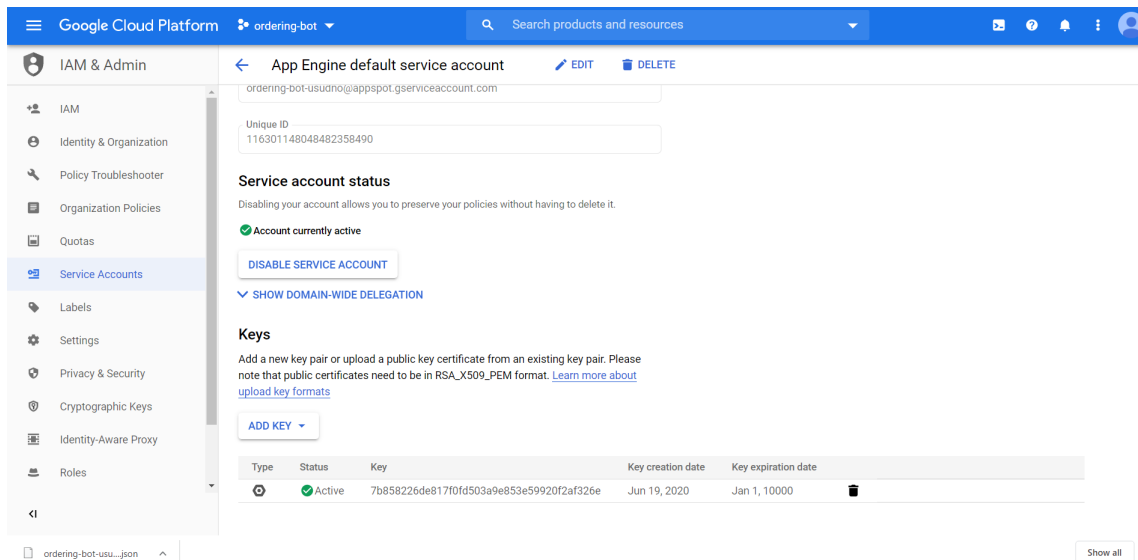 Google Cloud Platform
ordering-bot
Search products and resources
IAM & Admin
App Engine default service account
EDIT
DELETE
IAM
Identity & Organization
Policy Troubleshooter
Organization Policies
Quotas
Service Accounts
Labels
Settings
Privacy & Security
Cryptographic Keys
Identity-Aware Proxy
Roles
ordering-bot-usudno@appspot.gserviceaccount.com
Unique ID
116301148048482358490
Service account status
Disabling your account allows you to preserve your policies without having to delete it.
Account currently active
DISABLE SERVICE ACCOUNT
SHOW DOMAIN-WIDE DELEGATION
Keys
Add a new key pair or upload a public key certificate from an existing key pair. Please
note that public certificates need to be in RSA_X509_PEM format. Learn more about
upload key formats
ADD KEY
Type Status Key Key creation date Key expiration date
Active 7b858226de817f0fd503a9e853e59920f2af326e Jun 19, 2020 Jan 1, 10000
ordering-bot-usu....json
Show all